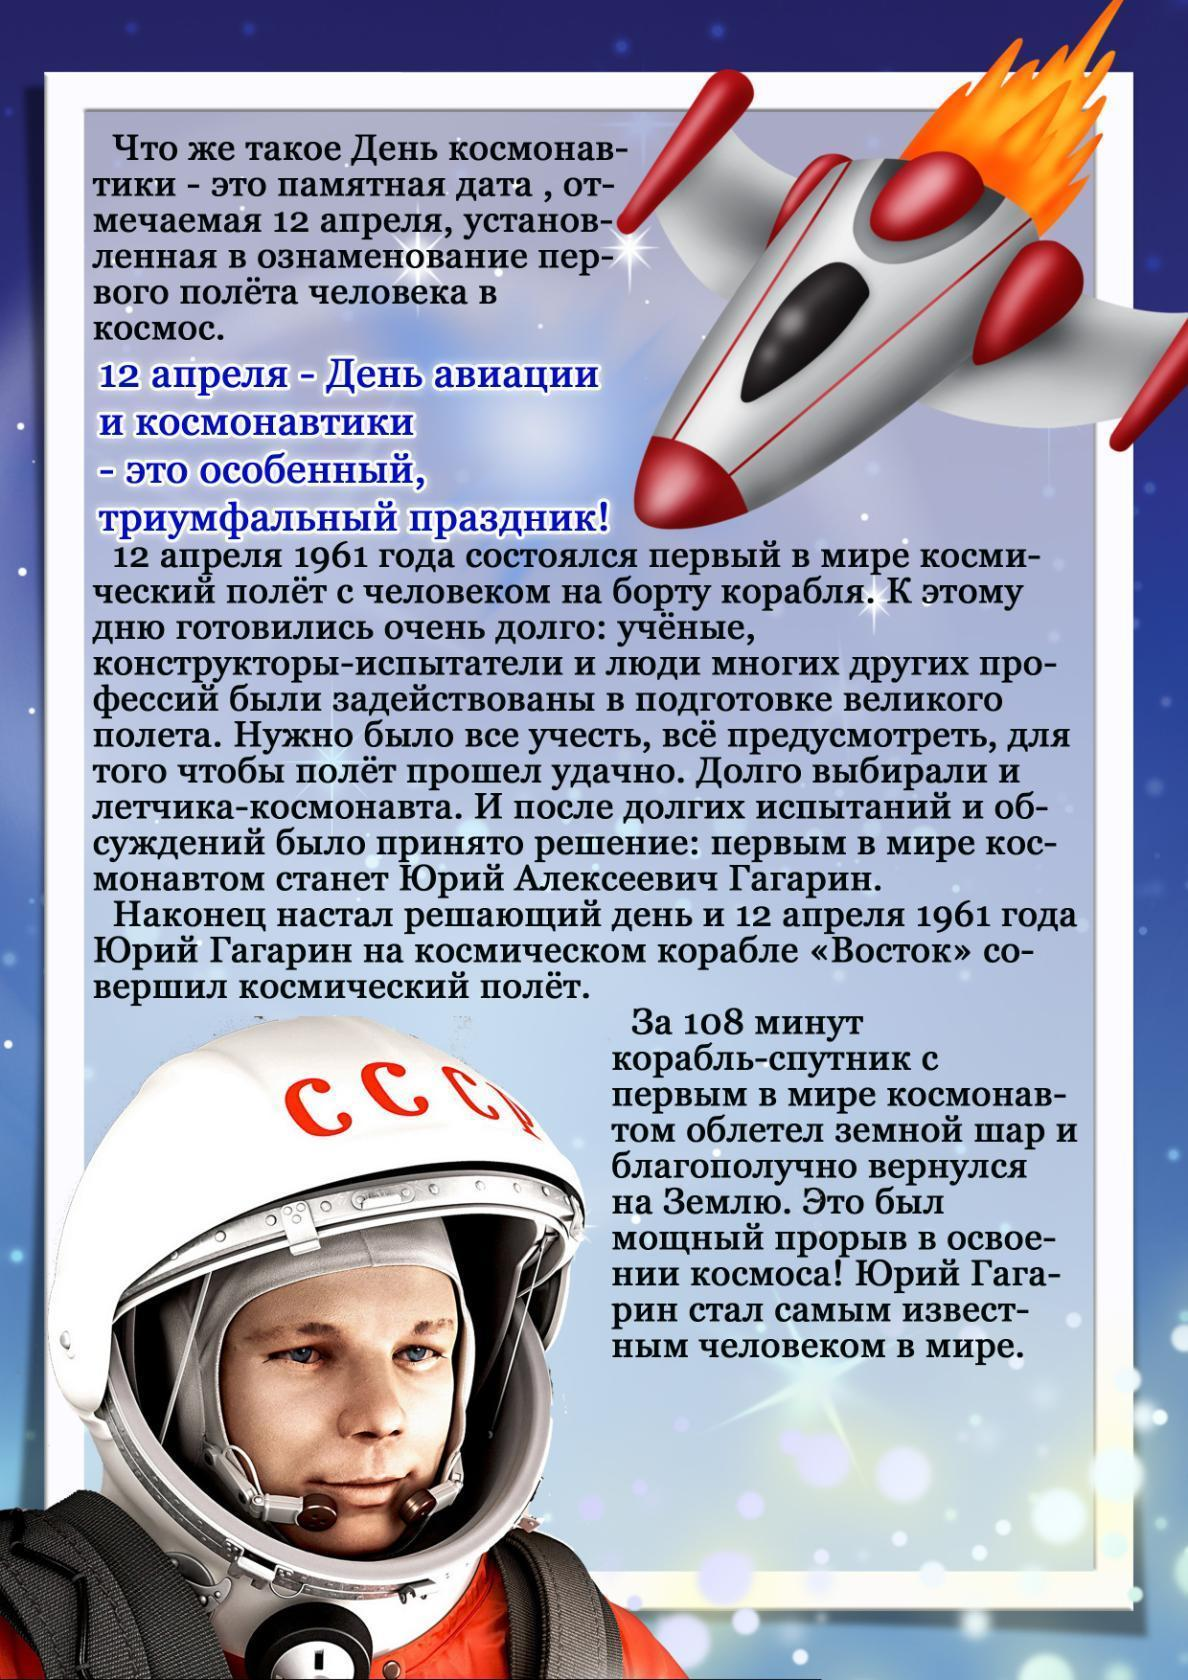 Что же такое День космонав-
тики - это памятная дата , от-
мечаемая 12 апреля, установ-
ленная в ознаменование пер-
вого полёта человека в
космос.
12 апреля - День авиации
и космонавтики
- это особенный,
триумфальный праздник!
12 апреля 1961 года состоялся первый в мире косми-
ческий полёт с человеком на борту корабля. К этому
дню готовились очень долго: учёные,
конструкторы-испытатели и люди многих других про-
фессий были задействованы в подготовке великого
полета. Нужно было все учесть, всё предусмотреть, для
того чтобы полёт прошел удачно. Долго выбирали и
летчика-космонавта. И после долгих испытаний и об-
суждений было принято решение: первым в мире кос-
монавтом станет Юрий Алексеевич Гагарин.
Наконец настал решающий день и 12 апреля 1961 года
Юрий Гагарин на космическом корабле «Восток» со-
вершил космический полёт.
За 108 минут
корабль-спутник с
первым в мире космонав-
том облетел земной шар и
благополучно вернулся
на Землю. Это был
мощный прорыв в освое-
нии космоса! Юрий Гага-
рин стал самым извест-
ным человеком в мире.
СССР